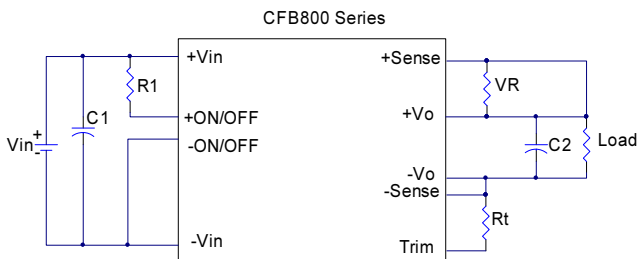 CFB800 Series
+Vin
+Sense
R1
VR
C1
+ON/OFF
+Vo
-ON/OFF
Vin
+
-
C2
Load
-Vo
-Sense
Rt
-Vin
Trim